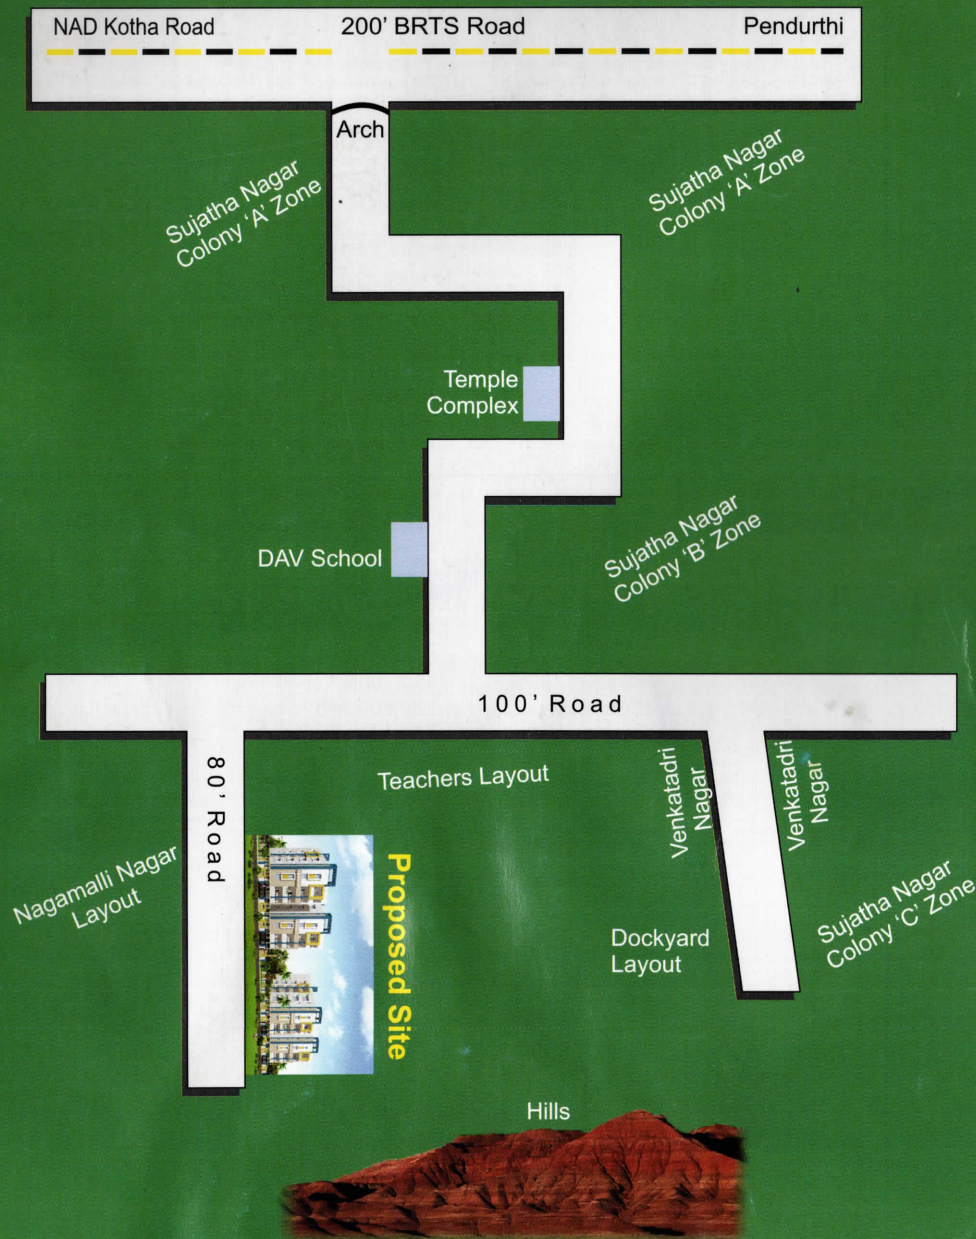 NAD Kotha Road
200' BRTS Road
Pendurthi
Arch
Sujatha Nagar
Colony 'A' Zone
Sujatha Nagar
Colony 'A' Zone
Temple
Complex
DAV School
Sujatha Nagar
Colony 'B' Zone
100' Road
80' Road
Teachers Layout
Venkatadri
Nagar
Venkatadri
Nagar
Nagamalli Nagar
Layout
Proposed Site
Dockyard
Layout
Sujatha Nagar
Colony 'C' Zone
Hills